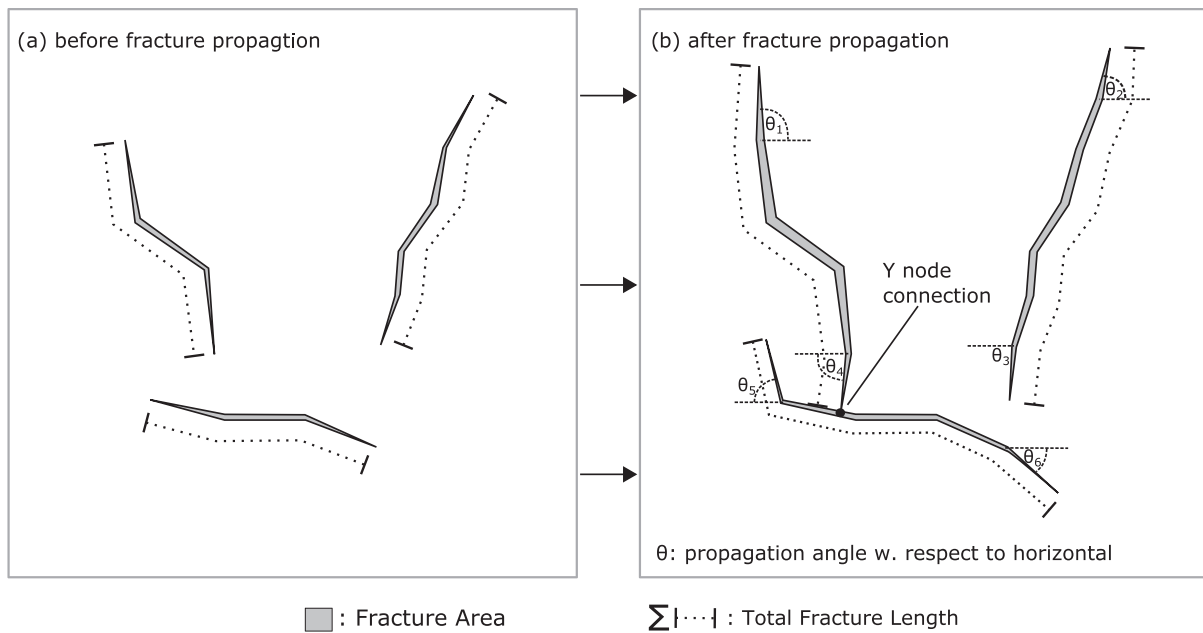 (a) before fracture propagtion
(b) after fracture propagation
θ1
θ2
θ3
Y node
connection
θ4
θ5
θ6
θ: propagation angle w. respect to horizontal
: Fracture Area
Σ : Total Fracture Length